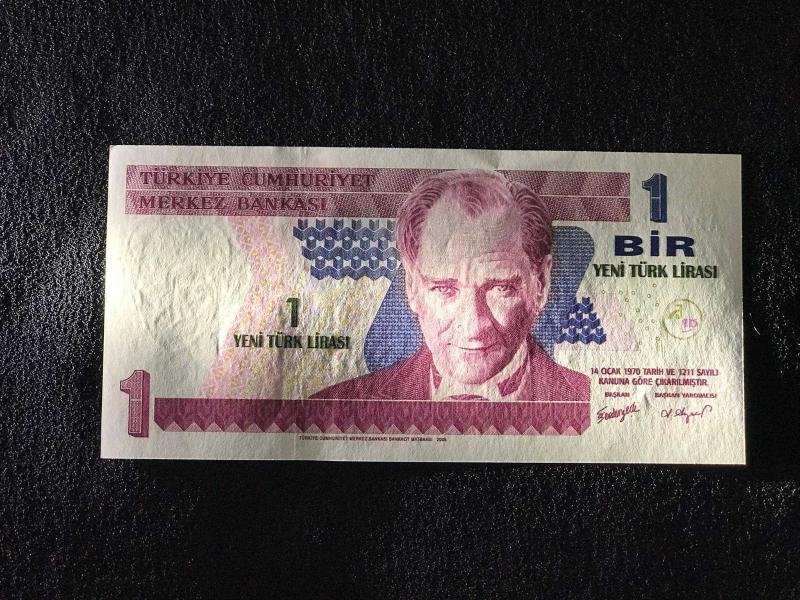 TÜRKİYE CUMHURİYET
MERKEZ BANKASI
1
BİR
YENİ TÜRK LİRASI
1
YENİ TÜRK LİRASI
14 OCAK 1970 TARİH VE 1211 SAYILI
KANUNA GÖRE ÇIKARILMIŞTIR.
BAŞKAN BAŞKAN YARDIMCISI
1
TÜRKİYE CUMHURİYET MERKEZ BANKASI BANKNOT MATBAASI 2005